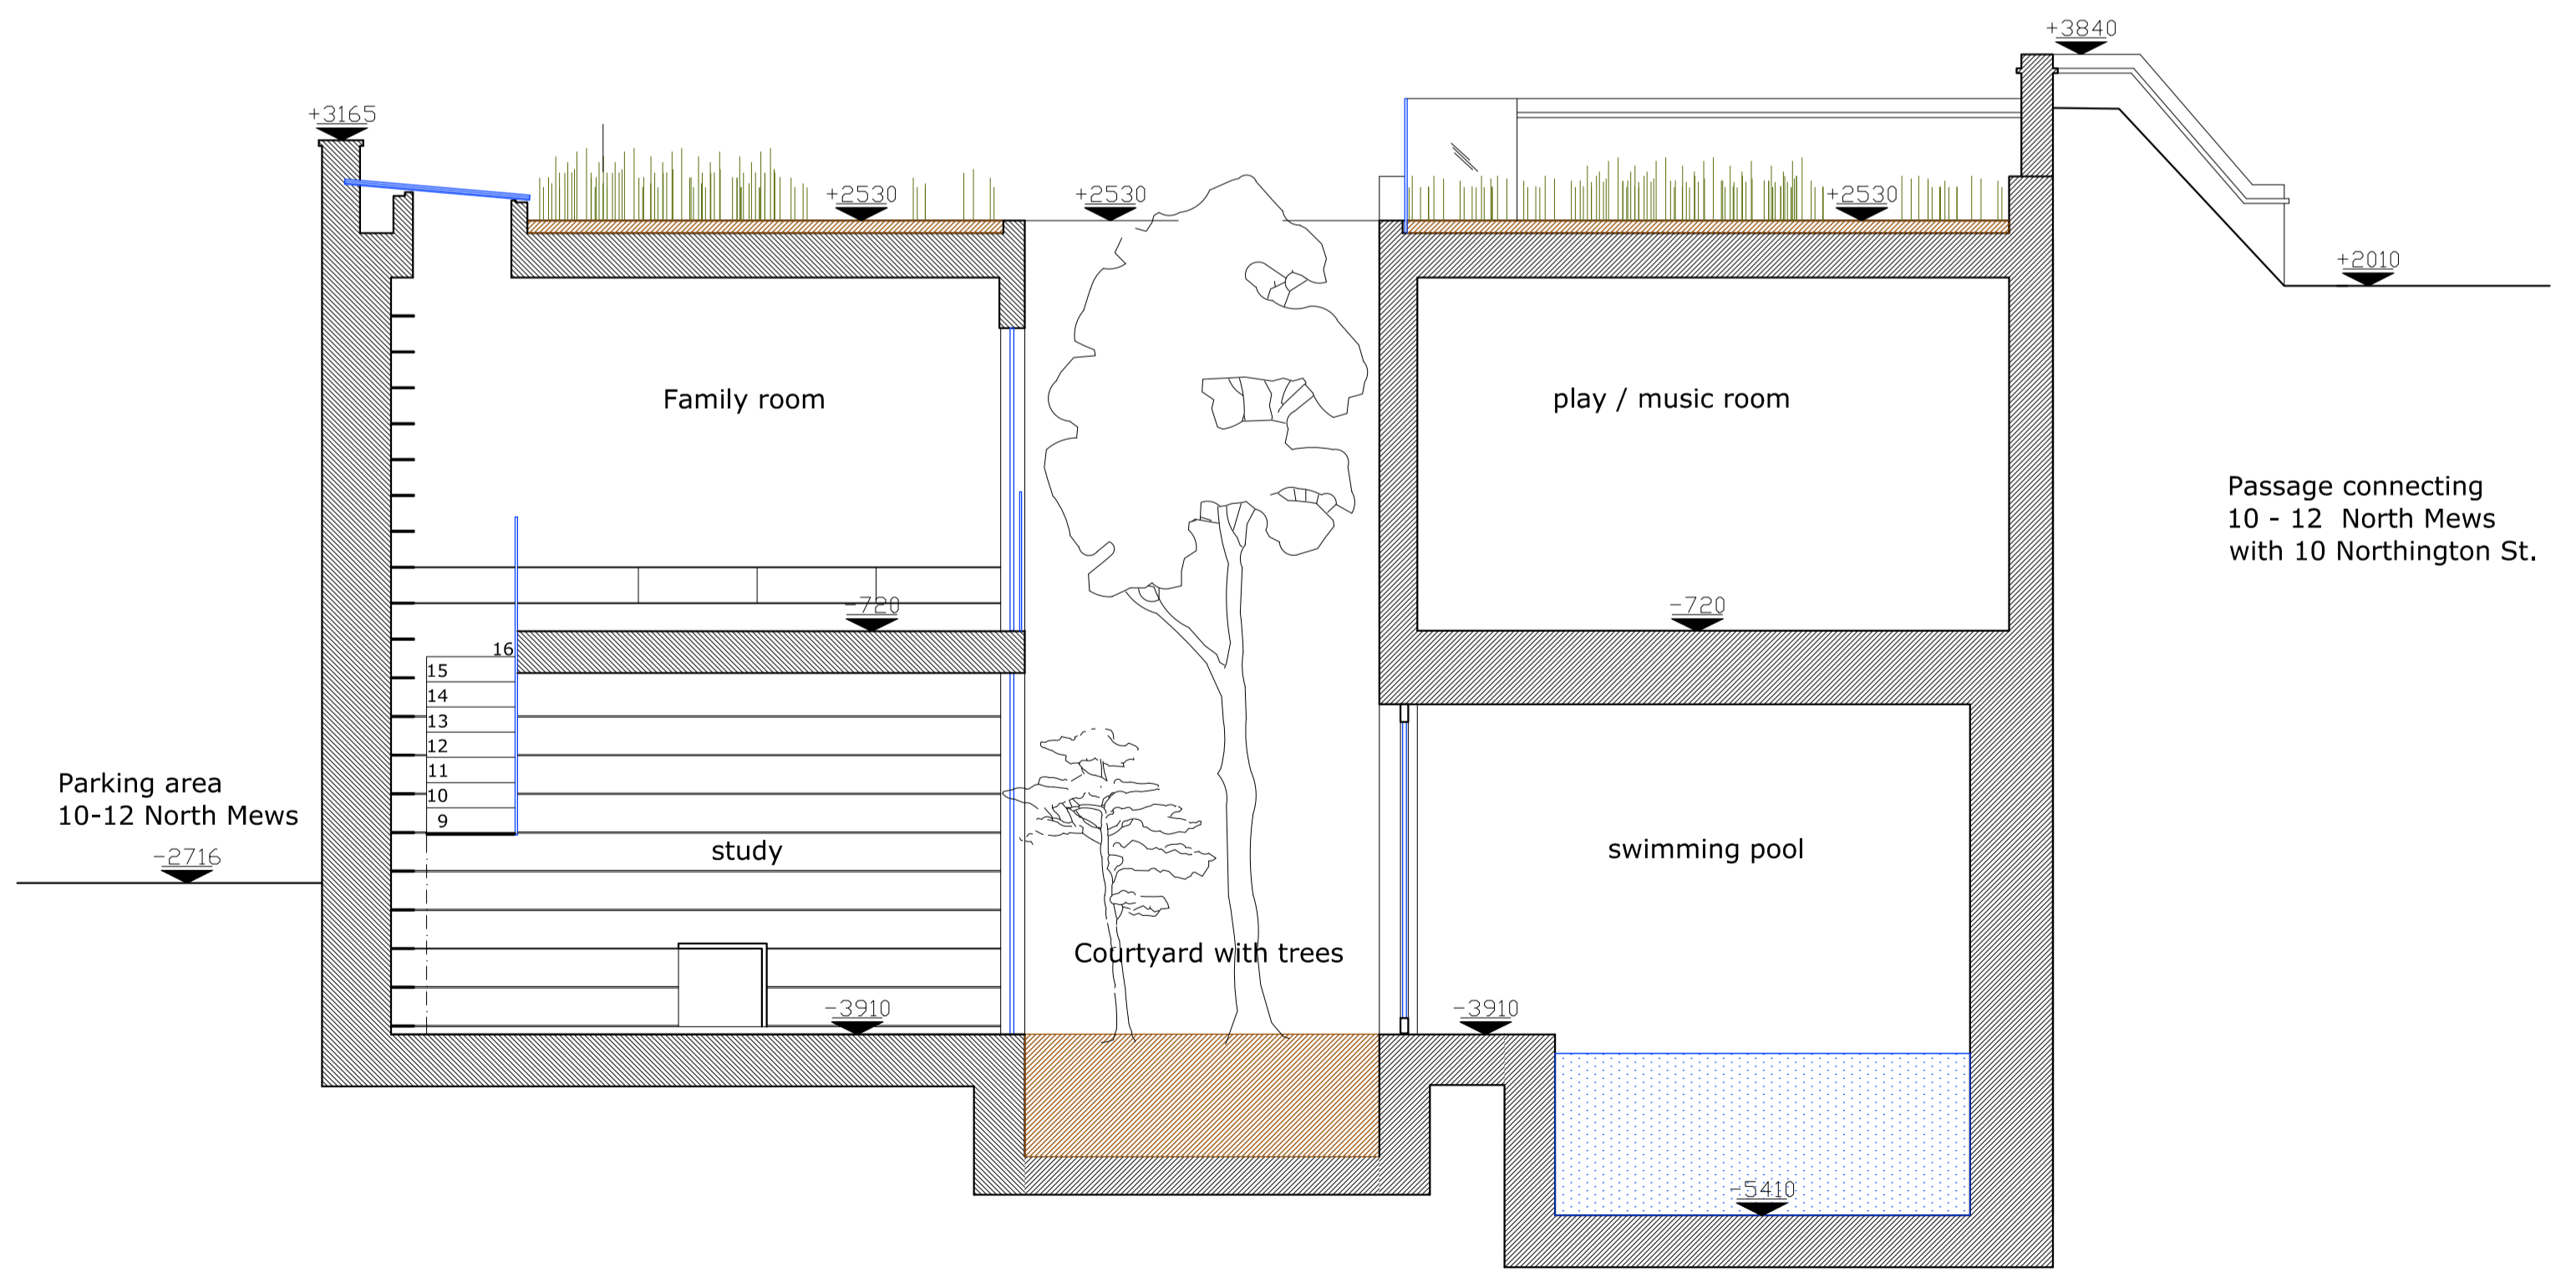 +3840
+3165
+2530
+2530
+2530
+2010
Family room
play / music room
Passage connecting
10 - 12  North Mews
with 10 Northington St.
-720
-720
16
15
14
13
12
11
10
9
Parking area
10-12 North Mews
-2716
study
swimming pool
Courtyard with trees
-3910
-3910
-5410